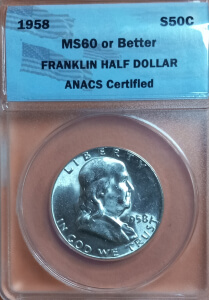 1958 S50C
MS60 or Better
FRANKLIN HALF DOLLAR
ANACS Certified
LIBERTY
1958
IN GOD WE TRUST